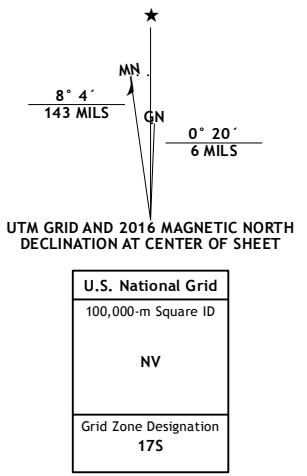 ★
MN
8° 4´
143 MILS
GN
0° 20´
6 MILS
UTM GRID AND 2016 MAGNETIC NORTH
DECLINATION AT CENTER OF SHEET
U.S. National Grid
100,000-m Square ID
NV
Grid Zone Designation
17S